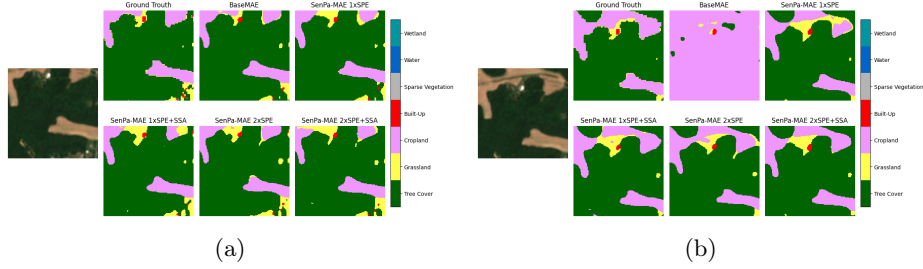 Ground Trouth
BaseMAE
SenPa-MAE 1xSPE
SenPa-MAE 1xSPE+SSA
SenPa-MAE 2xSPE
SenPa-MAE 2xSPE+SSA
Wetland
Water
Sparse Vegetation
Built-Up
Cropland
Grassland
Tree Cover
(a)
Ground Trouth
BaseMAE
SenPa-MAE 1xSPE
SenPa-MAE 1xSPE+SSA
SenPa-MAE 2xSPE
SenPa-MAE 2xSPE+SSA
Wetland
Water
Sparse Vegetation
Built-Up
Cropland
Grassland
Tree Cover
(b)